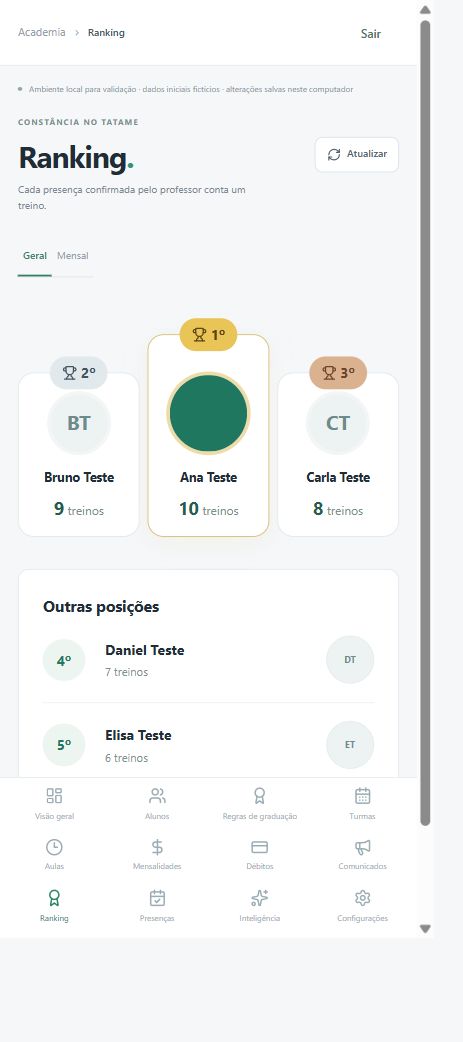 Academia > Ranking
Sair
Ambiente local para validação · dados iniciais fictícios · alterações salvas neste computador
CONSTÂNCIA NO TATAME
Ranking.
Atualizar
Cada presença confirmada pelo professor conta um
treino.
Geral Mensal
1º
2º
3º
BT
CT
Bruno Teste
Ana Teste
Carla Teste
9 treinos
10 treinos
8 treinos
Outras posições
4º
Daniel Teste
7 treinos
DT
5º
Elisa Teste
6 treinos
ET
Visão geral
Alunos
Regras de graduação
Turmas
Aulas
Mensalidades
Débitos
Comunicados
Ranking
Presenças
Inteligência
Configurações